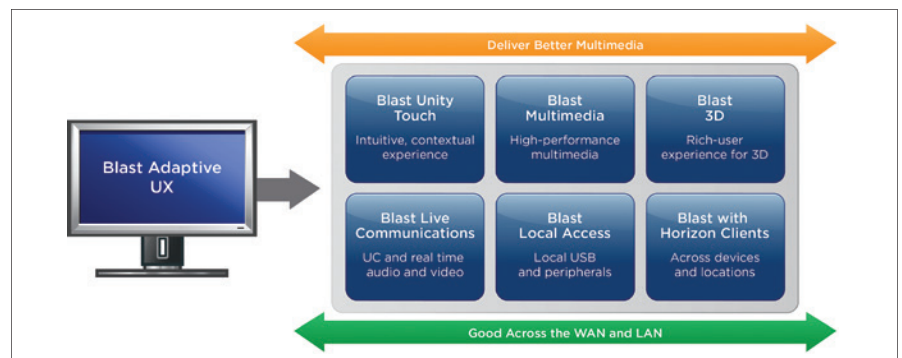 Deliver Better Multimedia
Blast Adaptive
UX
Blast Unity
Touch
Intuitive, contextual
experience
Blast
Multimedia
High-performance
multimedia
Blast
3D
Rich-user
experience for 3D
Blast Live
Communications
UC and real time
audio and video
Blast
Local Access
Local USB
and peripherals
Blast with
Horizon Clients
Across devices
and locations
Good Across the WAN and LAN